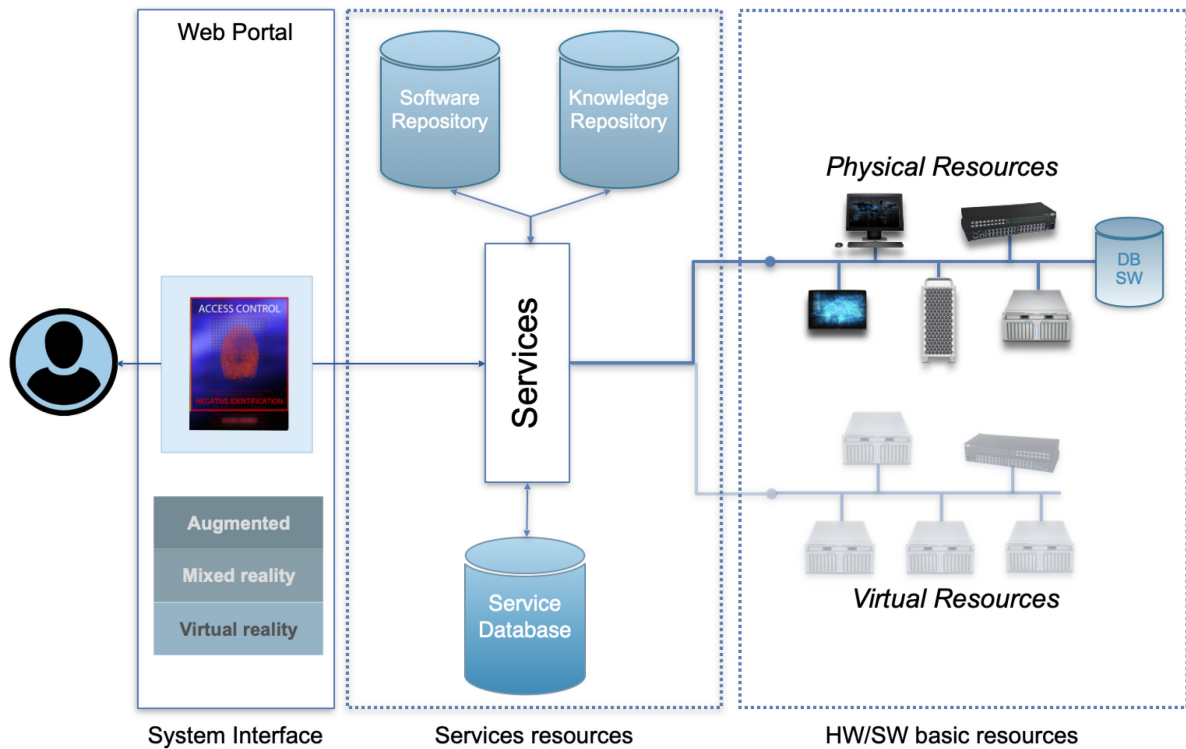 Web Portal
Software
Repository
Knowledge
Repository
Physical Resources
DB
SW
ACCESS CONTROL
NEGATIVE IDENTIFICATION
Services
Augmented
Mixed reality
Virtual reality
Service
Database
Virtual Resources
System Interface
Services resources
HW/SW basic resources